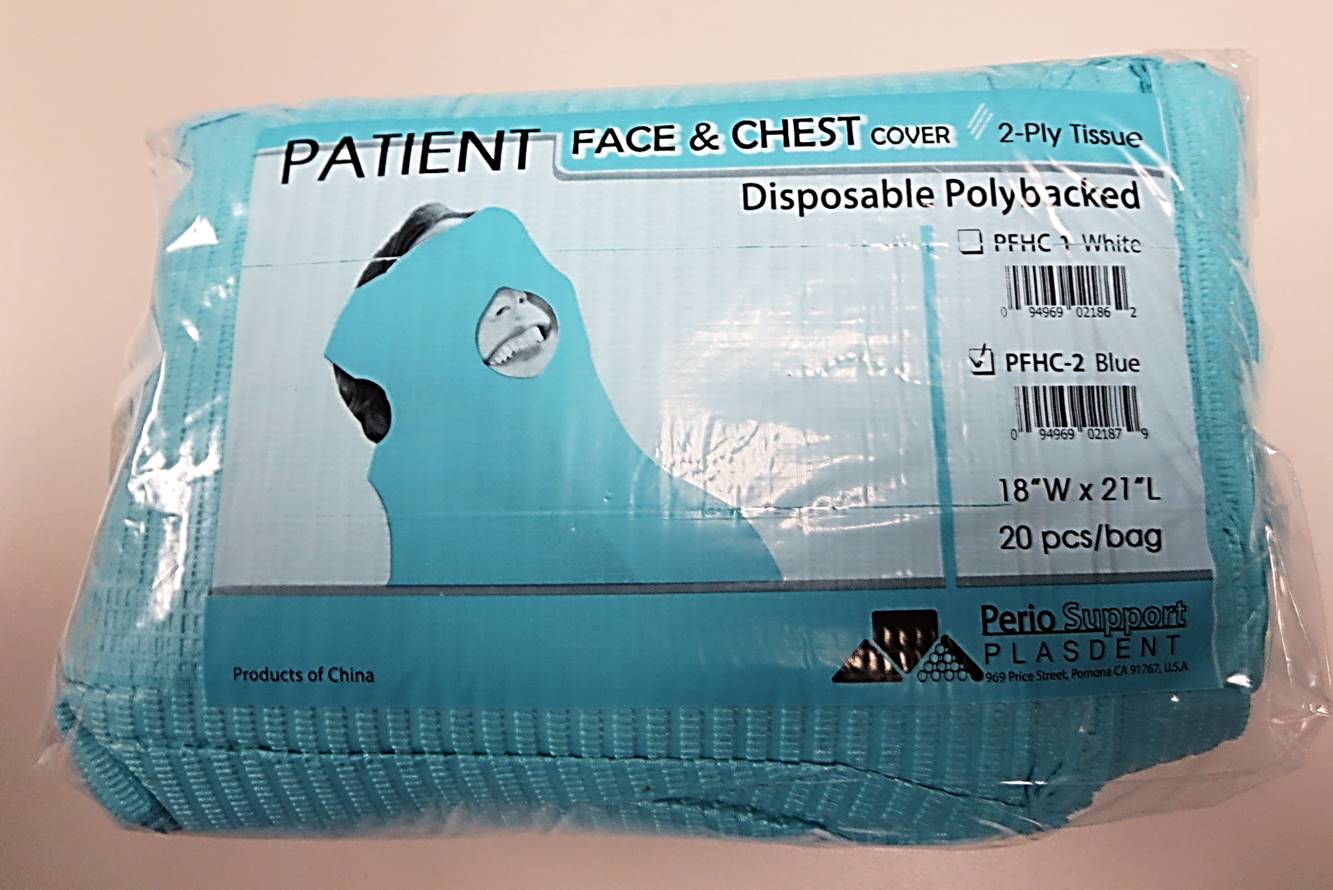 PATIENT FACE & CHEST COVER 2-Ply Tissue
Disposable Polybacked
PFHC-1 White
0 94969 02186 2
PFHC-2 Blue
0 94969 02187 9
18"W x 21"L
20 pcs/bag
Perio Support
PLASDENT
969 Price Street, Pomona CA 91767, U.S.A
Products of China